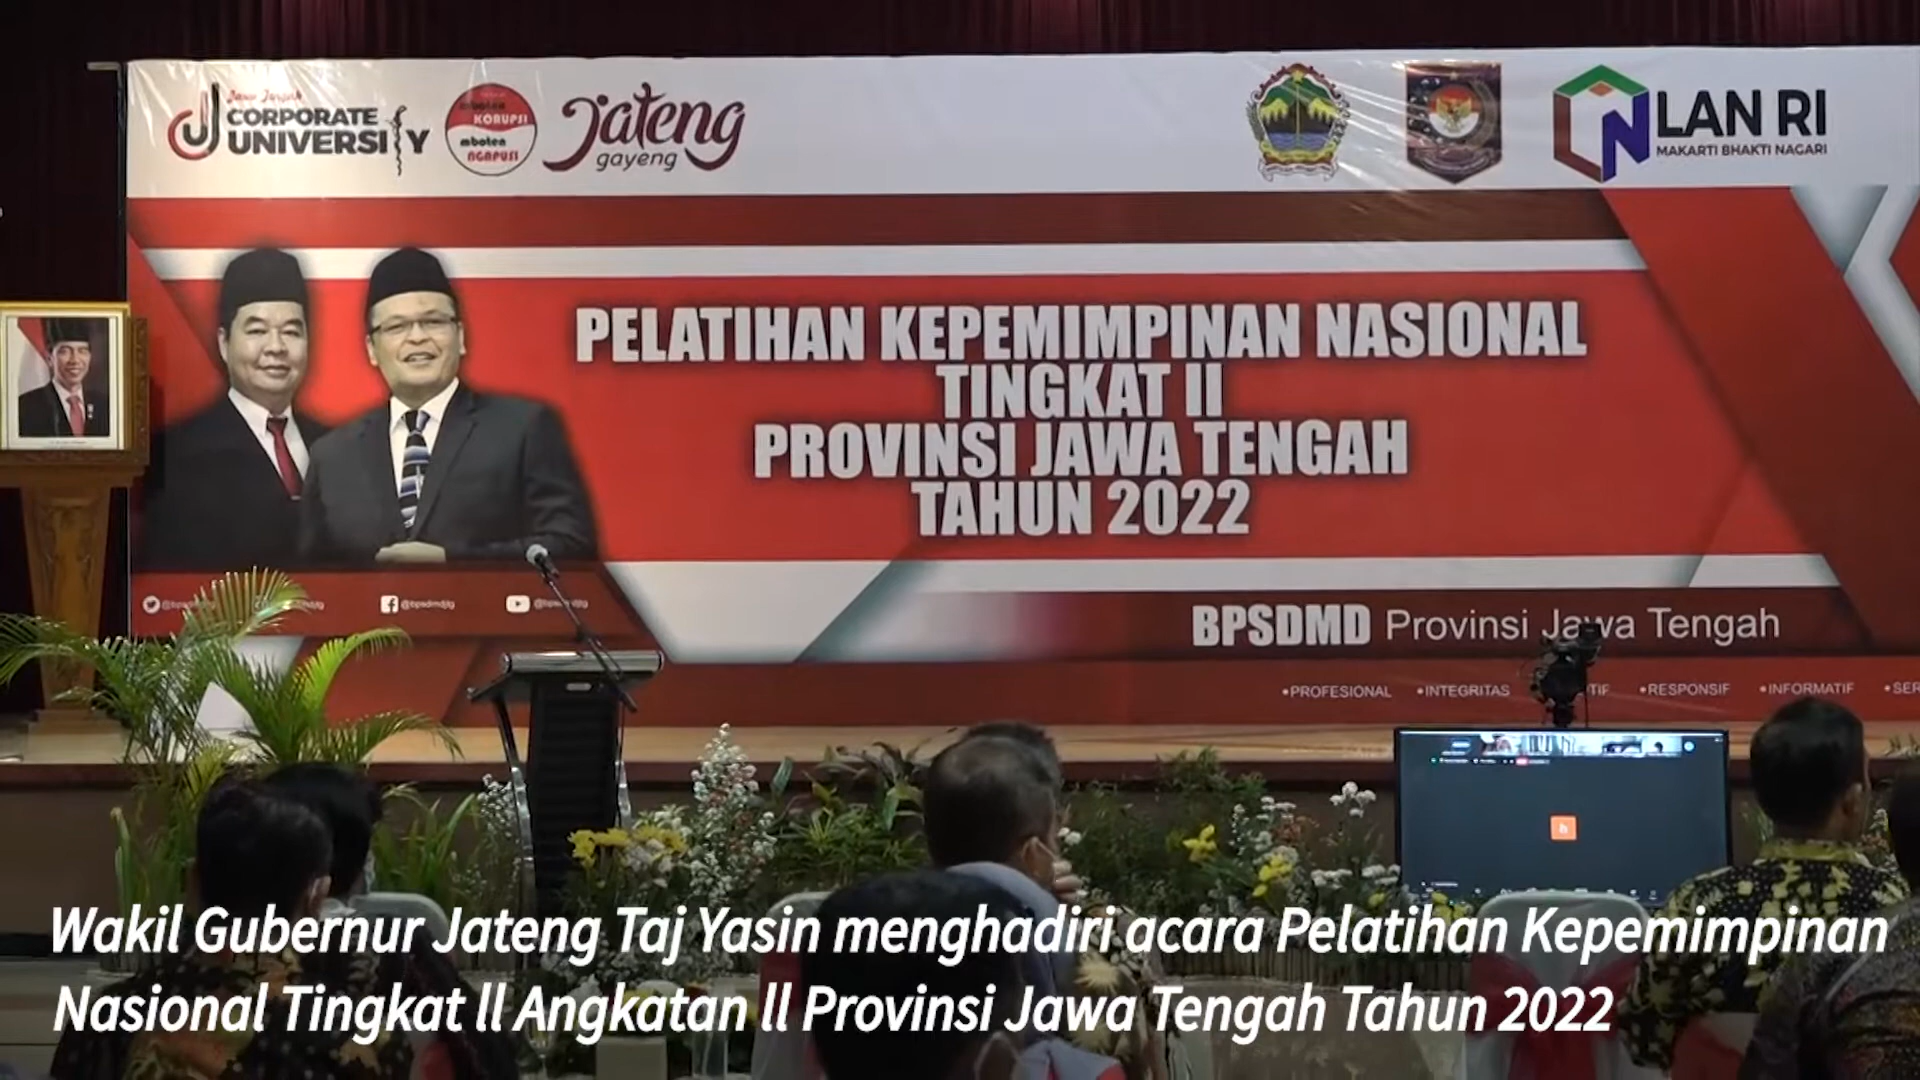 Jawa Tengah
CORPORATE
UNIVERSITY
mboten
KORUPSI
mboten
NGAPUSI
jateng
gayeng
LAN RI
MAKARTI BHAKTI NAGARI
PELATIHAN KEPEMIMPINAN NASIONAL
TINGKAT II
PROVINSI JAWA TENGAH
TAHUN 2022
@bpsdmdjtg
@bpsdmdjtg
BPSDMD Provinsi Jawa Tengah
•PROFESIONAL •INTEGRITAS •RESPONSIF •INFORMATIF
Wakil Gubernur Jateng Taj Yasin menghadiri acara Pelatihan Kepemimpinan
Nasional Tingkat ll Angkatan ll Provinsi Jawa Tengah Tahun 2022